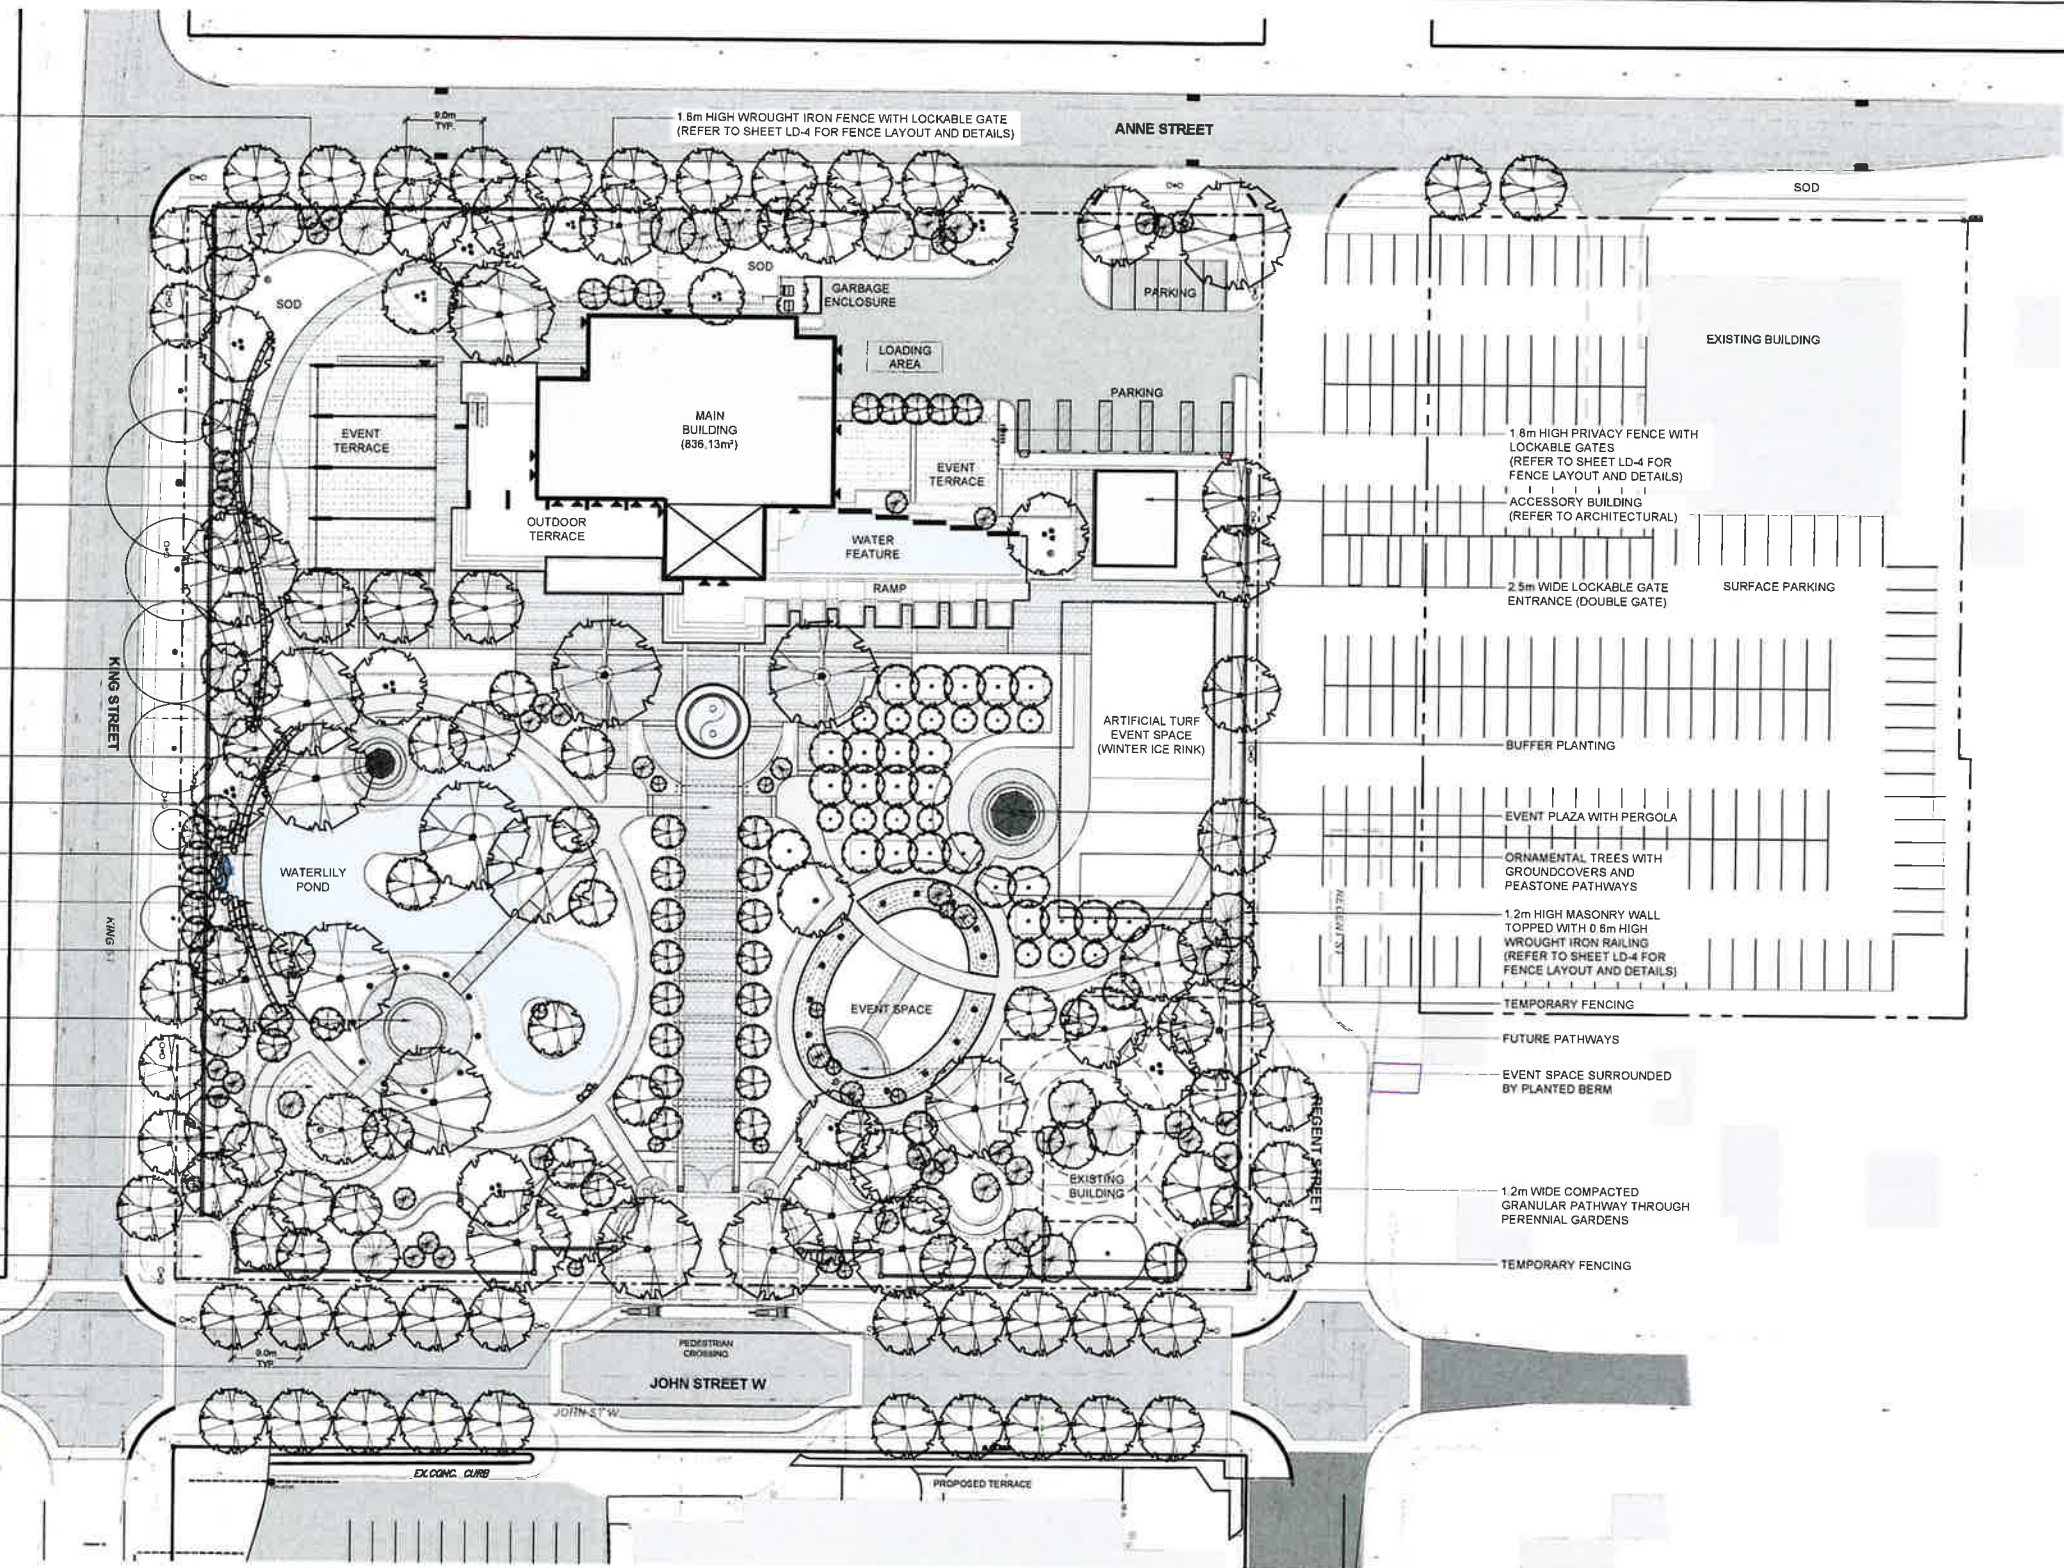 9.0m
TYP.
1.8m HIGH WROUGHT IRON FENCE WITH LOCKABLE GATE
(REFER TO SHEET LD-4 FOR FENCE LAYOUT AND DETAILS)
ANNE STREET
SOD
SOD
SOD
GARBAGE
ENCLOSURE
PARKING
EXISTING BUILDING
LOADING
AREA
PARKING
MAIN
BUILDING
(836.13m²)
EVENT
TERRACE
EVENT
TERRACE
1.8m HIGH PRIVACY FENCE WITH
LOCKABLE GATES
(REFER TO SHEET LD-4 FOR
FENCE LAYOUT AND DETAILS)
ACCESSORY BUILDING
(REFER TO ARCHITECTURAL)
OUTDOOR
TERRACE
WATER
FEATURE
RAMP
2.5m WIDE LOCKABLE GATE
ENTRANCE (DOUBLE GATE)
SURFACE PARKING
KING STREET
ARTIFICIAL TURF
EVENT SPACE
(WINTER ICE RINK)
BUFFER PLANTING
EVENT PLAZA WITH PERGOLA
WATERLILY
POND
ORNAMENTAL TREES WITH
GROUNDCOVERS AND
PEASTONE PATHWAYS
KING ST
REGENT ST
1.2m HIGH MASONRY WALL
TOPPED WITH 0.6m HIGH
WROUGHT IRON RAILING
(REFER TO SHEET LD-4 FOR
FENCE LAYOUT AND DETAILS)
EVENT SPACE
TEMPORARY FENCING
FUTURE PATHWAYS
EVENT SPACE SURROUNDED
BY PLANTED BERM
REGENT STREET
EXISTING
BUILDING
1.2m WIDE COMPACTED
GRANULAR PATHWAY THROUGH
PERENNIAL GARDENS
TEMPORARY FENCING
9.0m
TYP.
PEDESTRIAN
CROSSING
JOHN STREET W
JOHN ST W
EX.CONC. CURB
PROPOSED TERRACE